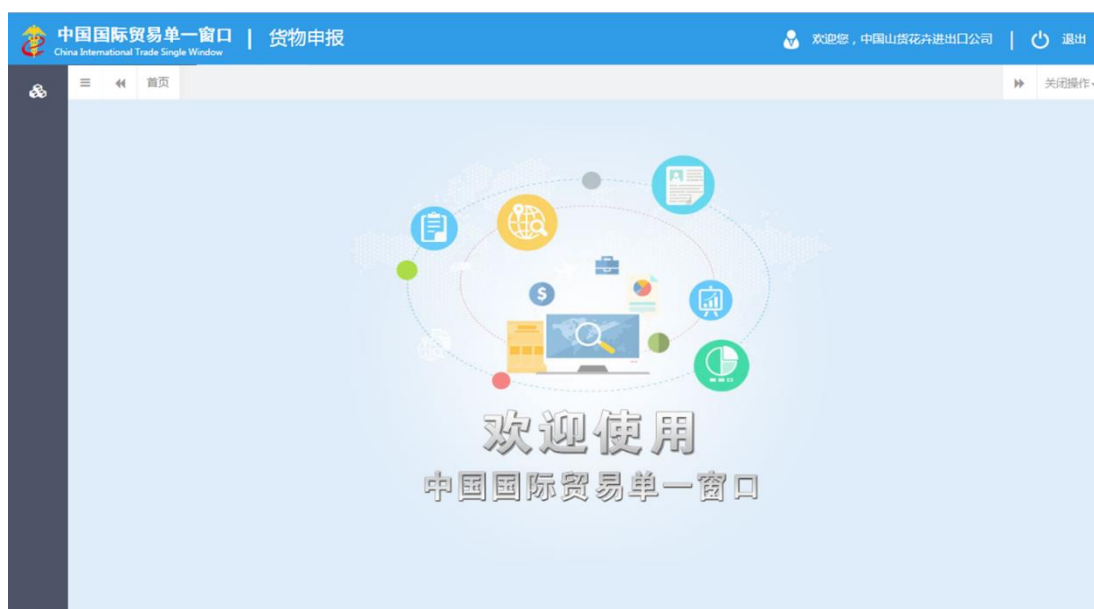 中国国际贸易单一窗口 | 货物申报
China International Trade Single Window
欢迎您，中国山货花卉进出口公司 | 退出
首页
关闭操作
$
欢迎使用
中国国际贸易单一窗口